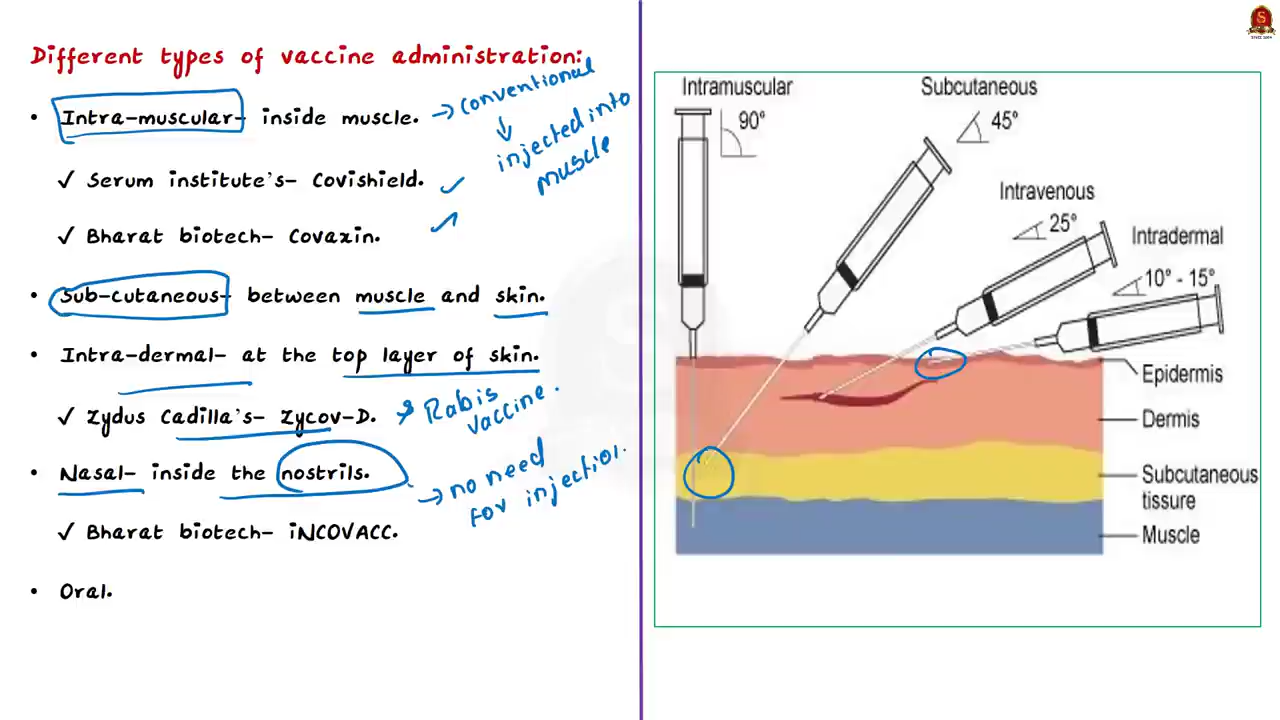 Different types of vaccine administration:
• Intra-muscular- inside muscle.
→ conventional
↓
injected into
muscle
✓ Serum institute's- Covishield.
✓ Bharat biotech- Covaxin.
• Sub-cutaneous- between muscle and skin.
• Intra-dermal- at the top layer of skin.
✓ Zydus Cadilla's- Zycov-D.
→ Rabis
vaccine.
• Nasal- inside the nostrils.
→ no need
for injection.
✓ Bharat biotech- iNCOVACC.
• Oral.
Intramuscular
90°
Subcutaneous
45°
Intravenous
25°
Intradermal
10° - 15°
Epidermis
Dermis
Subcutaneous
tissure
Muscle
S